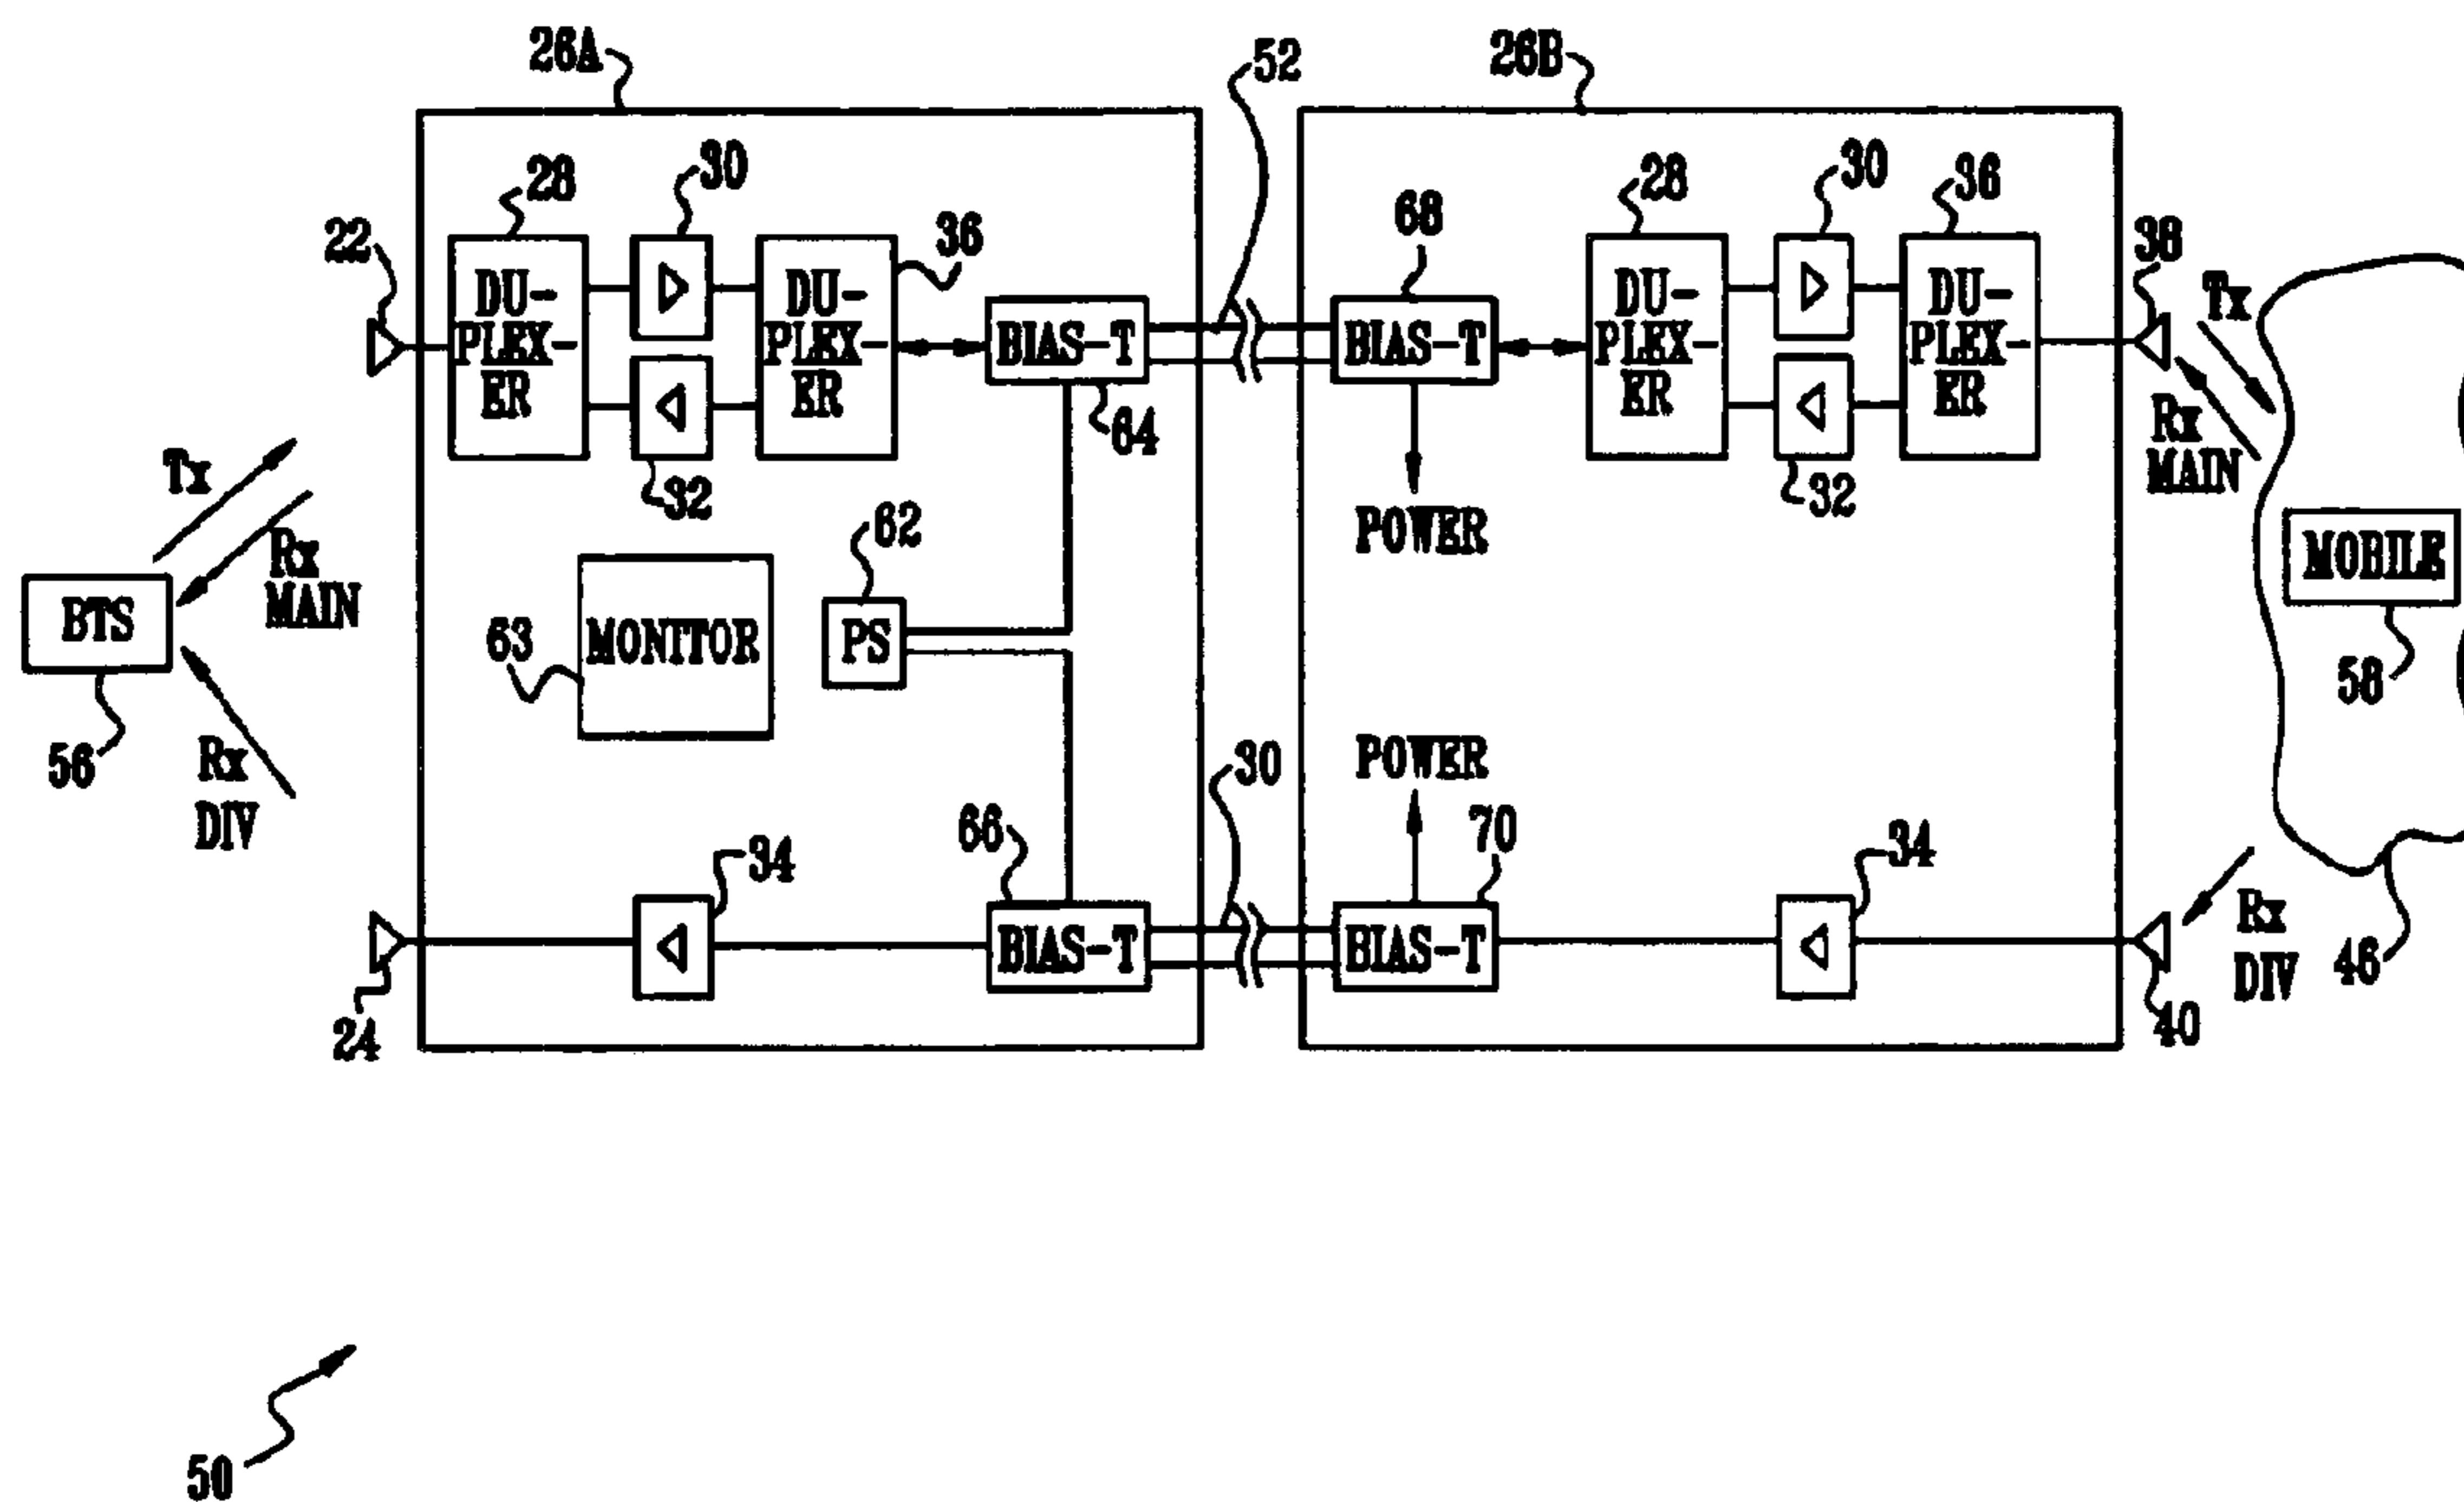 26A
52
26B
28
30
36
22
DU-
PLEX-
ER
DU-
PLEX-
ER
BIAS-T
64
32
68
BIAS-T
POWER
28
30
36
DU-
PLEX-
ER
DU-
PLEX-
ER
32
38
Tx
Rx
MAIN
Tx
Rx
MAIN
BTS
56
Rx
DIV
63
MONITOR
62
PS
MOBILE
58
POWER
24
34
66
BIAS-T
30
70
BIAS-T
34
40
Rx
DIV
46
50